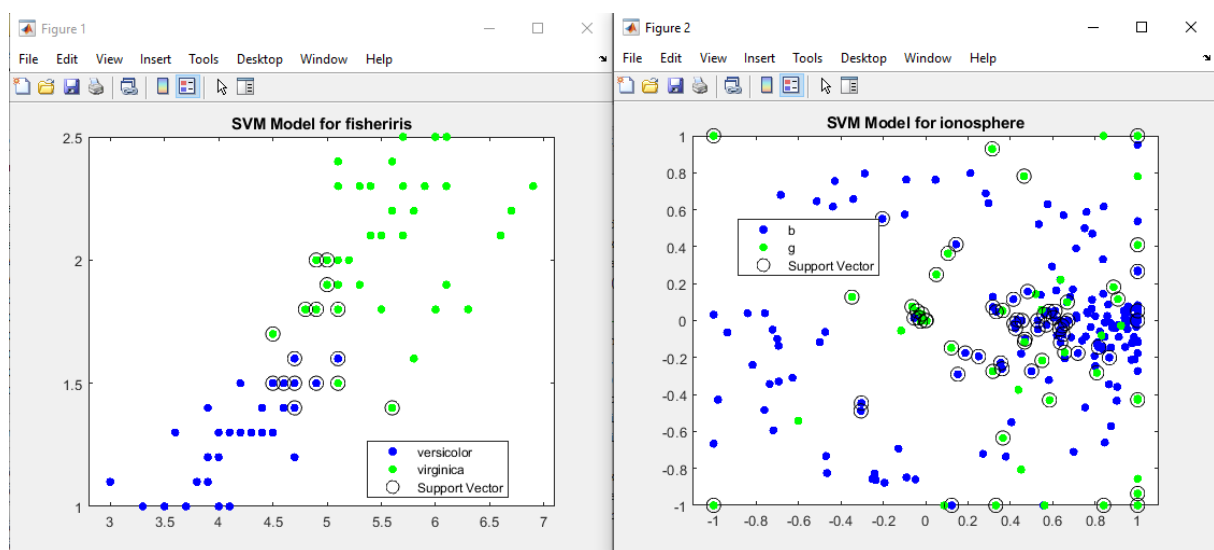 Figure 1
File Edit View Insert Tools Desktop Window Help
SVM Model for fisheriris
2.5
2
1.5
1
3 3.5 4 4.5 5 5.5 6 6.5 7
versicolor
virginica
Support Vector
Figure 2
File Edit View Insert Tools Desktop Window Help
SVM Model for ionosphere
1
0.8
0.6
0.4
0.2
0
-0.2
-0.4
-0.6
-0.8
-1
-1 -0.8 -0.6 -0.4 -0.2 0 0.2 0.4 0.6 0.8 1
b
g
Support Vector